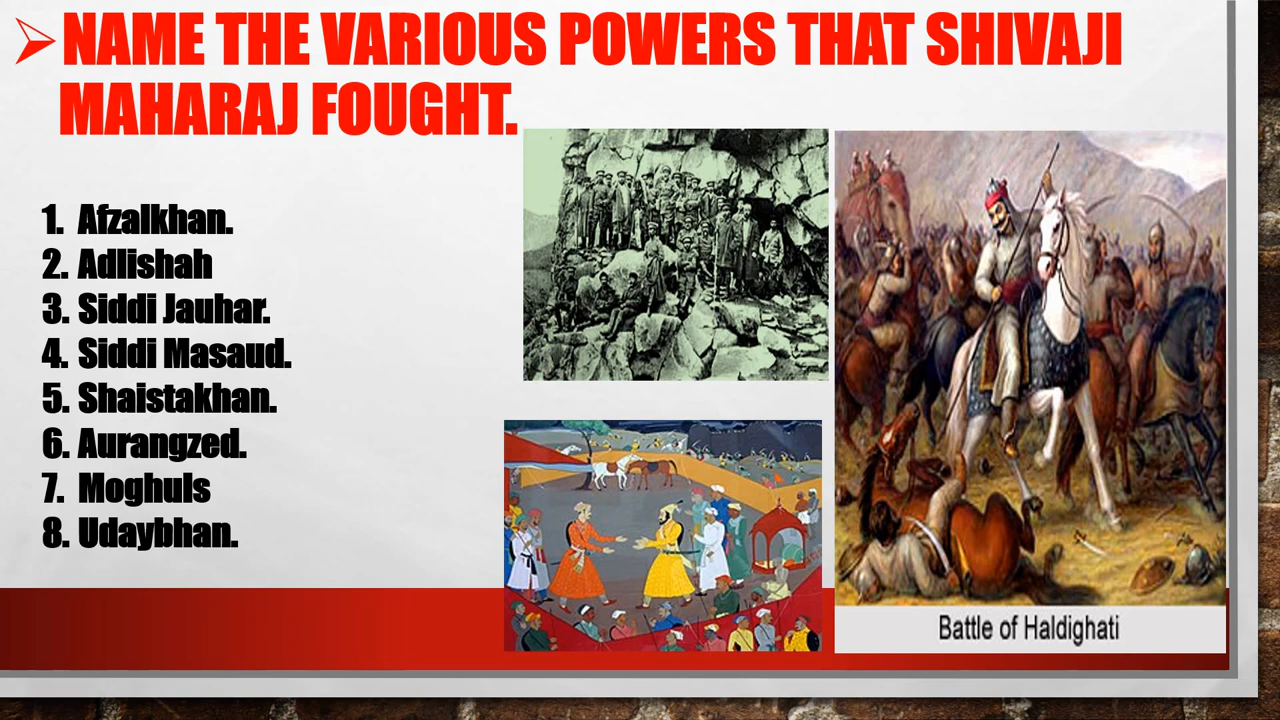 NAME THE VARIOUS POWERS THAT SHIVAJI
MAHARAJ FOUGHT.
1. Afzalkhan.
2. Adlishah
3. Siddi Jauhar.
4. Siddi Masaud.
5. Shaistakhan.
6. Aurangzed.
7. Moghuls
8. Udaybhan.
Battle of Haldighati